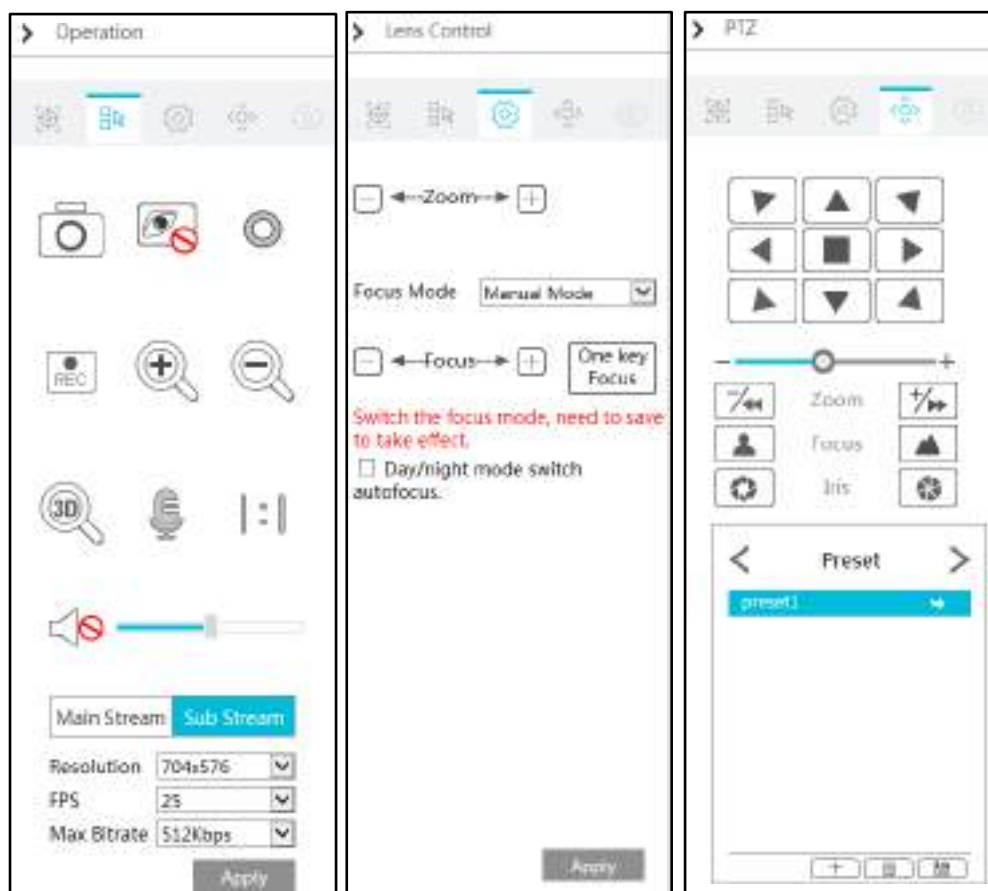 Operation
REC
3D
Main Stream Sub Stream
Resolution 704x576
FPS 25
Max Bitrate 512Kbps
Apply
Lens Control
Zoom
Focus Mode Manual Mode
Focus One key Focus
Switch the focus mode, need to save
to take effect.
Day/night mode switch
autofocus.
Apply
PTZ
Zoom
Focus
Iris
Preset
preset1